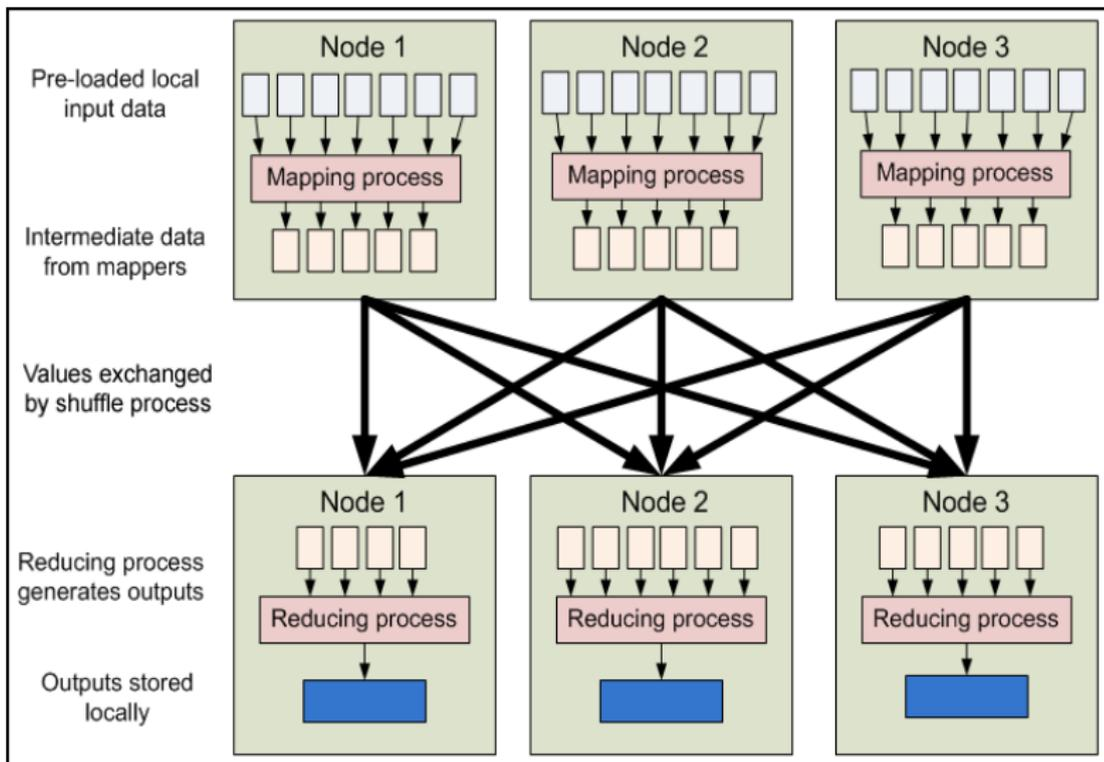 Node 1
Node 2
Node 3
Pre-loaded local
input data
Mapping process
Mapping process
Mapping process
Intermediate data
from mappers
Values exchanged
by shuffle process
Node 1
Node 2
Node 3
Reducing process
generates outputs
Reducing process
Reducing process
Reducing process
Outputs stored
locally